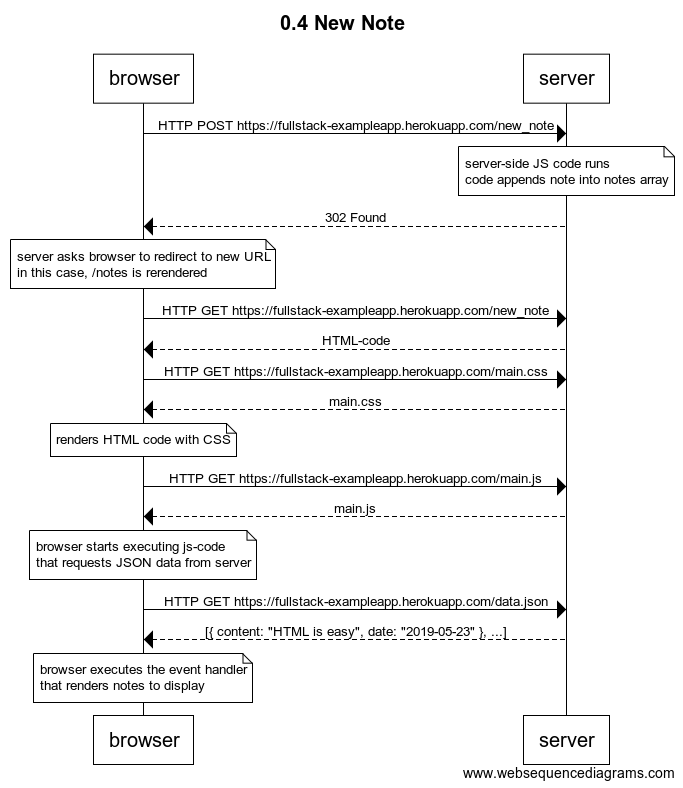 0.4 New Note
browser
server
HTTP POST https://fullstack-exampleapp.herokuapp.com/new_note
server-side JS code runs
code appends note into notes array
302 Found
server asks browser to redirect to new URL
in this case, /notes is rerendered
HTTP GET https://fullstack-exampleapp.herokuapp.com/new_note
HTML-code
HTTP GET https://fullstack-exampleapp.herokuapp.com/main.css
main.css
renders HTML code with CSS
HTTP GET https://fullstack-exampleapp.herokuapp.com/main.js
main.js
browser starts executing js-code
that requests JSON data from server
HTTP GET https://fullstack-exampleapp.herokuapp.com/data.json
[{ content: "HTML is easy", date: "2019-05-23" }, ...]
browser executes the event handler
that renders notes to display
browser
server
www.websequencediagrams.com